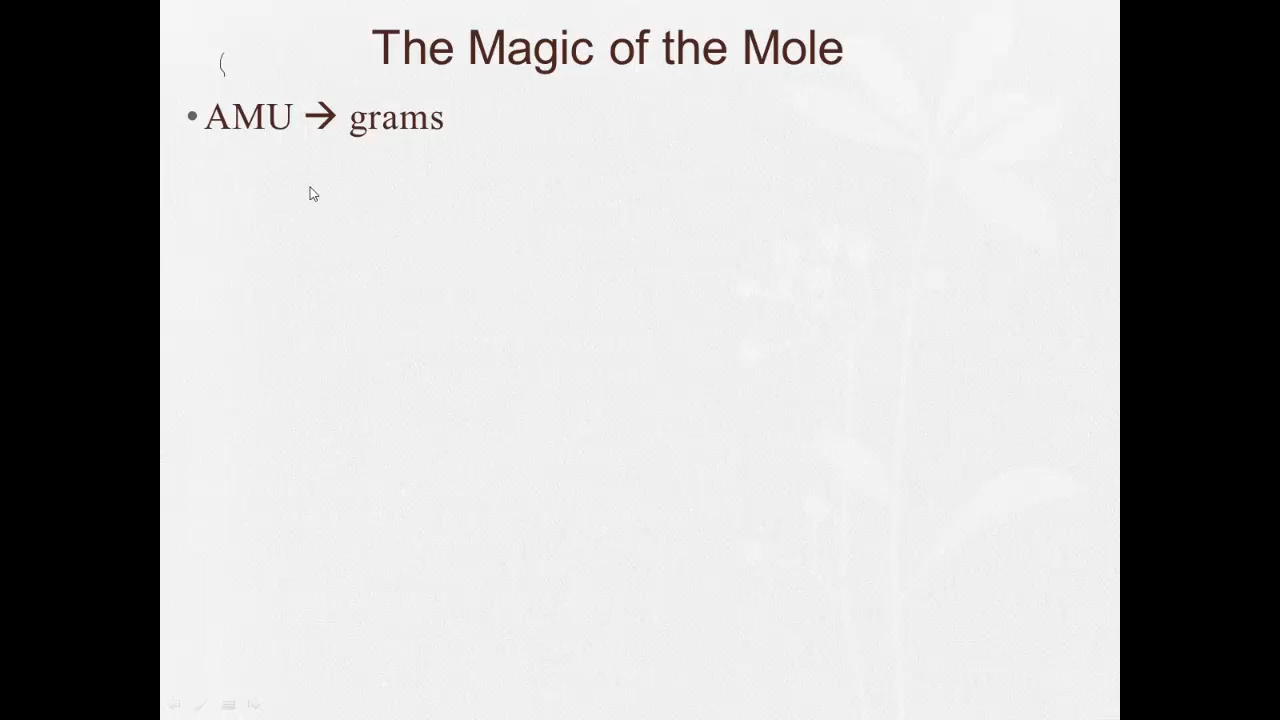 The Magic of the Mole
• AMU → grams